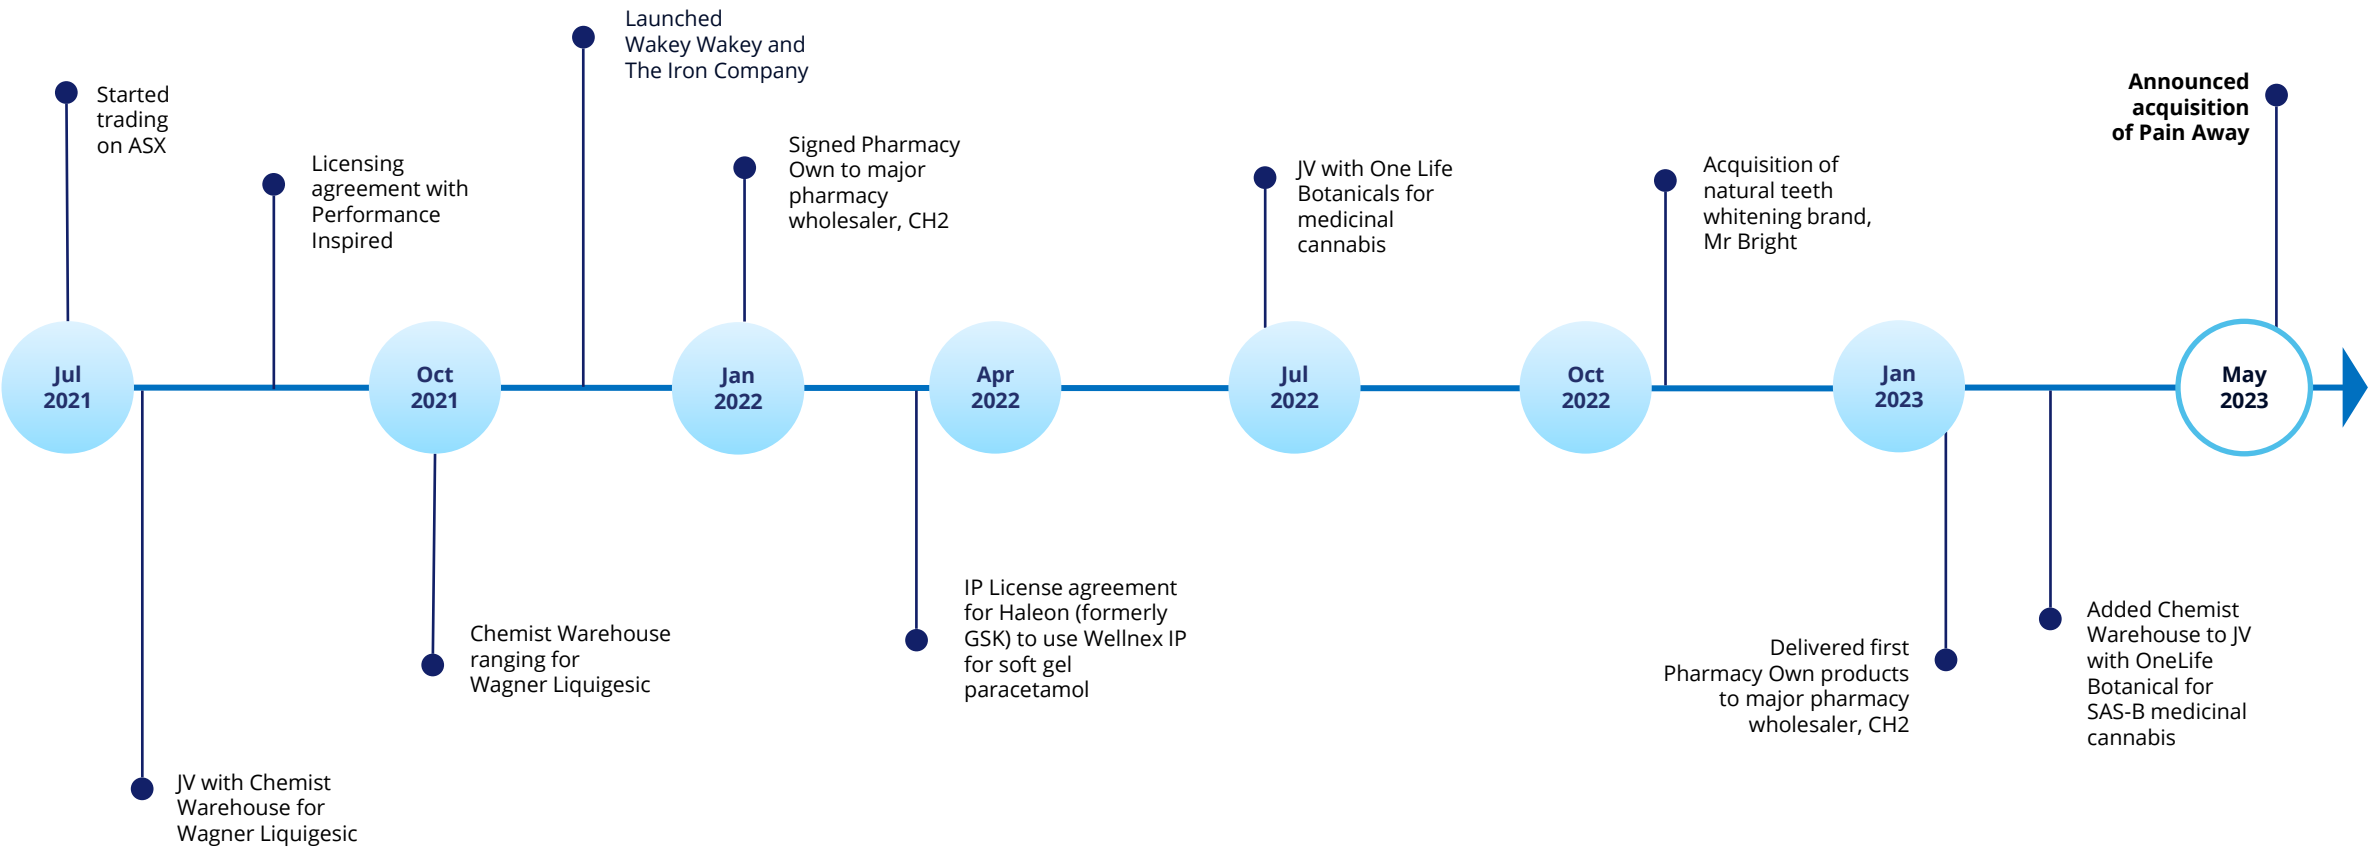 Launched
Wakey Wakey and
The Iron Company
Started
trading
on ASX
Licensing
agreement with
Performance
Inspired
Signed Pharmacy
Own to major
pharmacy
wholesaler, CH2
JV with One Life
Botanicals for
medicinal
cannabis
Acquisition of
natural teeth
whitening brand,
Mr Bright
Announced
acquisition
of Pain Away
Jul
2021
Oct
2021
Jan
2022
Apr
2022
Jul
2022
Oct
2022
Jan
2023
May
2023
JV with Chemist
Warehouse for
Wagner Liquigesic
Chemist Warehouse
ranging for
Wagner Liquigesic
IP License agreement
for Haleon (formerly
GSK) to use Wellnex IP
for soft gel
paracetamol
Delivered first
Pharmacy Own products
to major pharmacy
wholesaler, CH2
Added Chemist
Warehouse to JV
with OneLife
Botanical for
SAS-B medicinal
cannabis